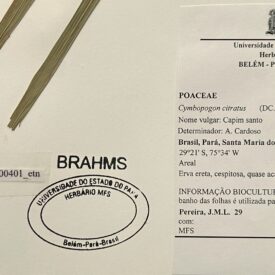 Universidade
Herb
BELÉM - P
POACEAE
Cymbopogon citratus (DC.
Nome vulgar: Capim santo
Determinador: A. Cardoso
Brasil, Pará, Santa Maria do
29°21' S, 75°34' W
Areal
Erva ereta, cespitosa, quase ac
INFORMAÇÃO BIOCULTUR
banho das folhas é utilizada pa
Pereira, J.M.L. 29
com:
MFS
00401_etn
BRAHMS
UNIVERSIDADE DO ESTADO DO PARÁ
HERBÁRIO MFS
Belém-Pará-Brasil